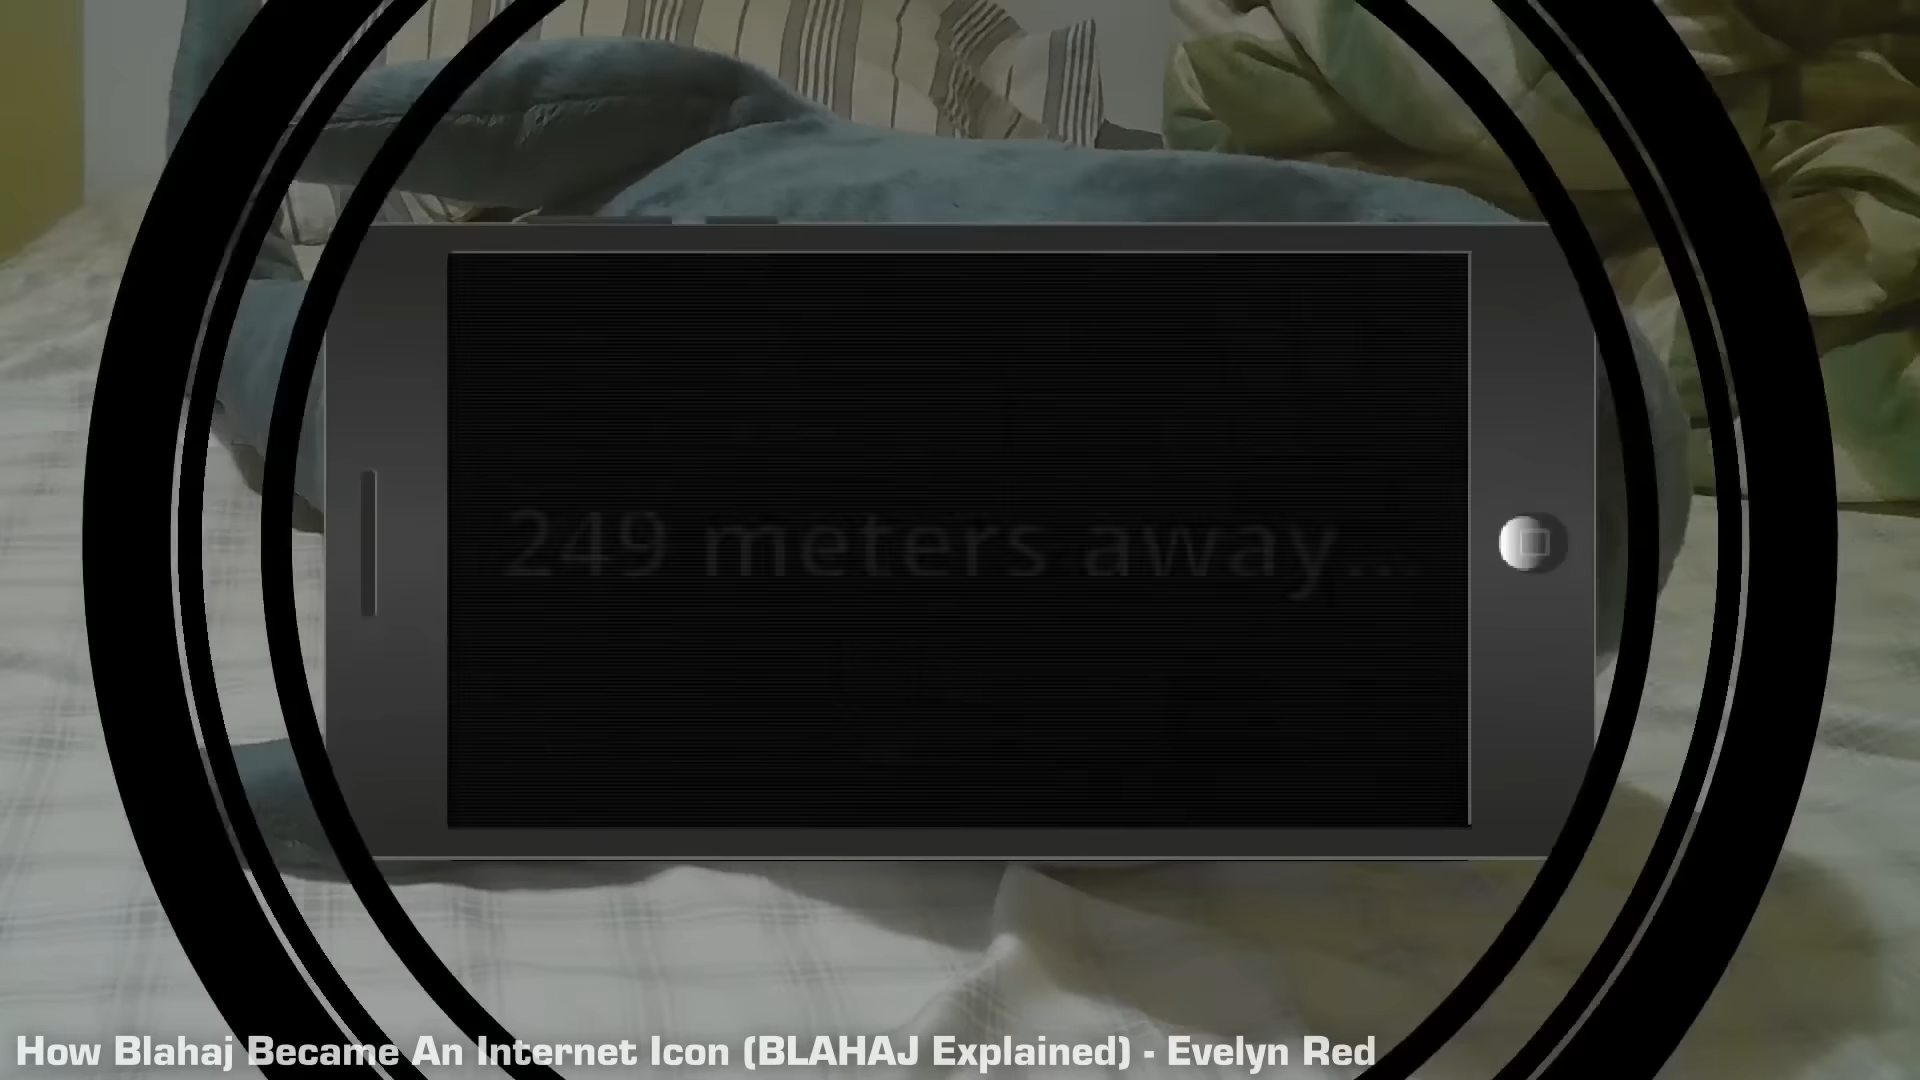 249 meters away...
How Blahaj Became An Internet Icon (BLAHAJ Explained) - Evelyn Red